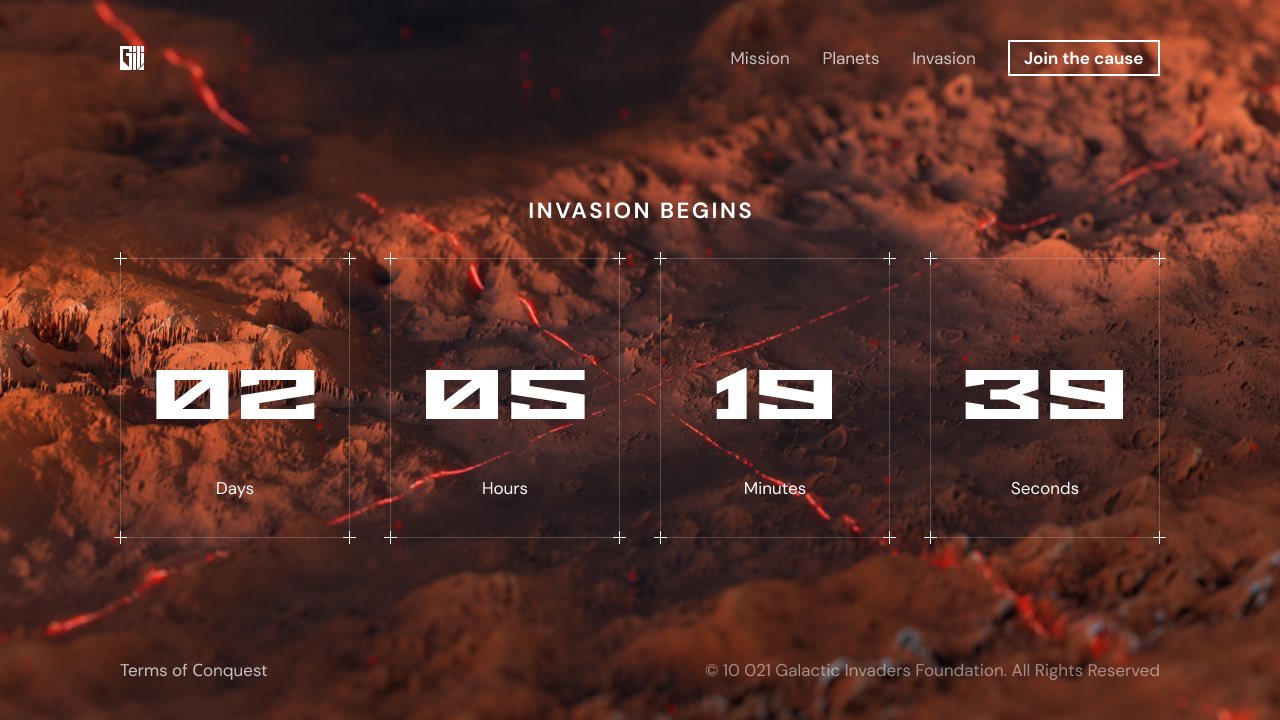 Gili
Mission Planets Invasion Join the cause
INVASION BEGINS
02 05 19 39
Days Hours Minutes Seconds
Terms of Conquest © 10 021 Galactic Invaders Foundation. All Rights Reserved